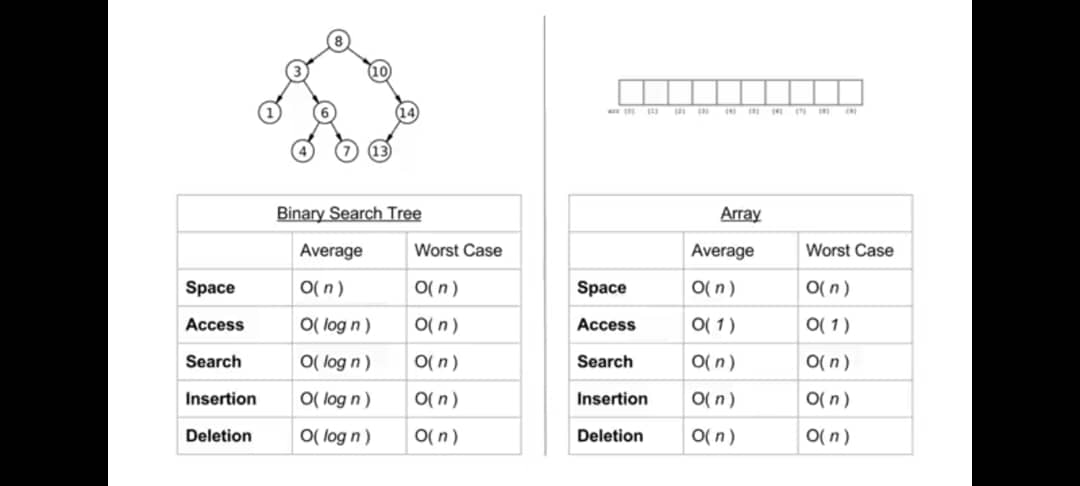 8
3 10
1 6 14
4 7 13
arr [0] [1] [2] [3] [4] [5] [6] [7] [8] [9]
Binary Search Tree
Average Worst Case
Space O( n ) O( n )
Access O( log n ) O( n )
Search O( log n ) O( n )
Insertion O( log n ) O( n )
Deletion O( log n ) O( n )
Array
Average Worst Case
Space O( n ) O( n )
Access O( 1 ) O( 1 )
Search O( n ) O( n )
Insertion O( n ) O( n )
Deletion O( n ) O( n )